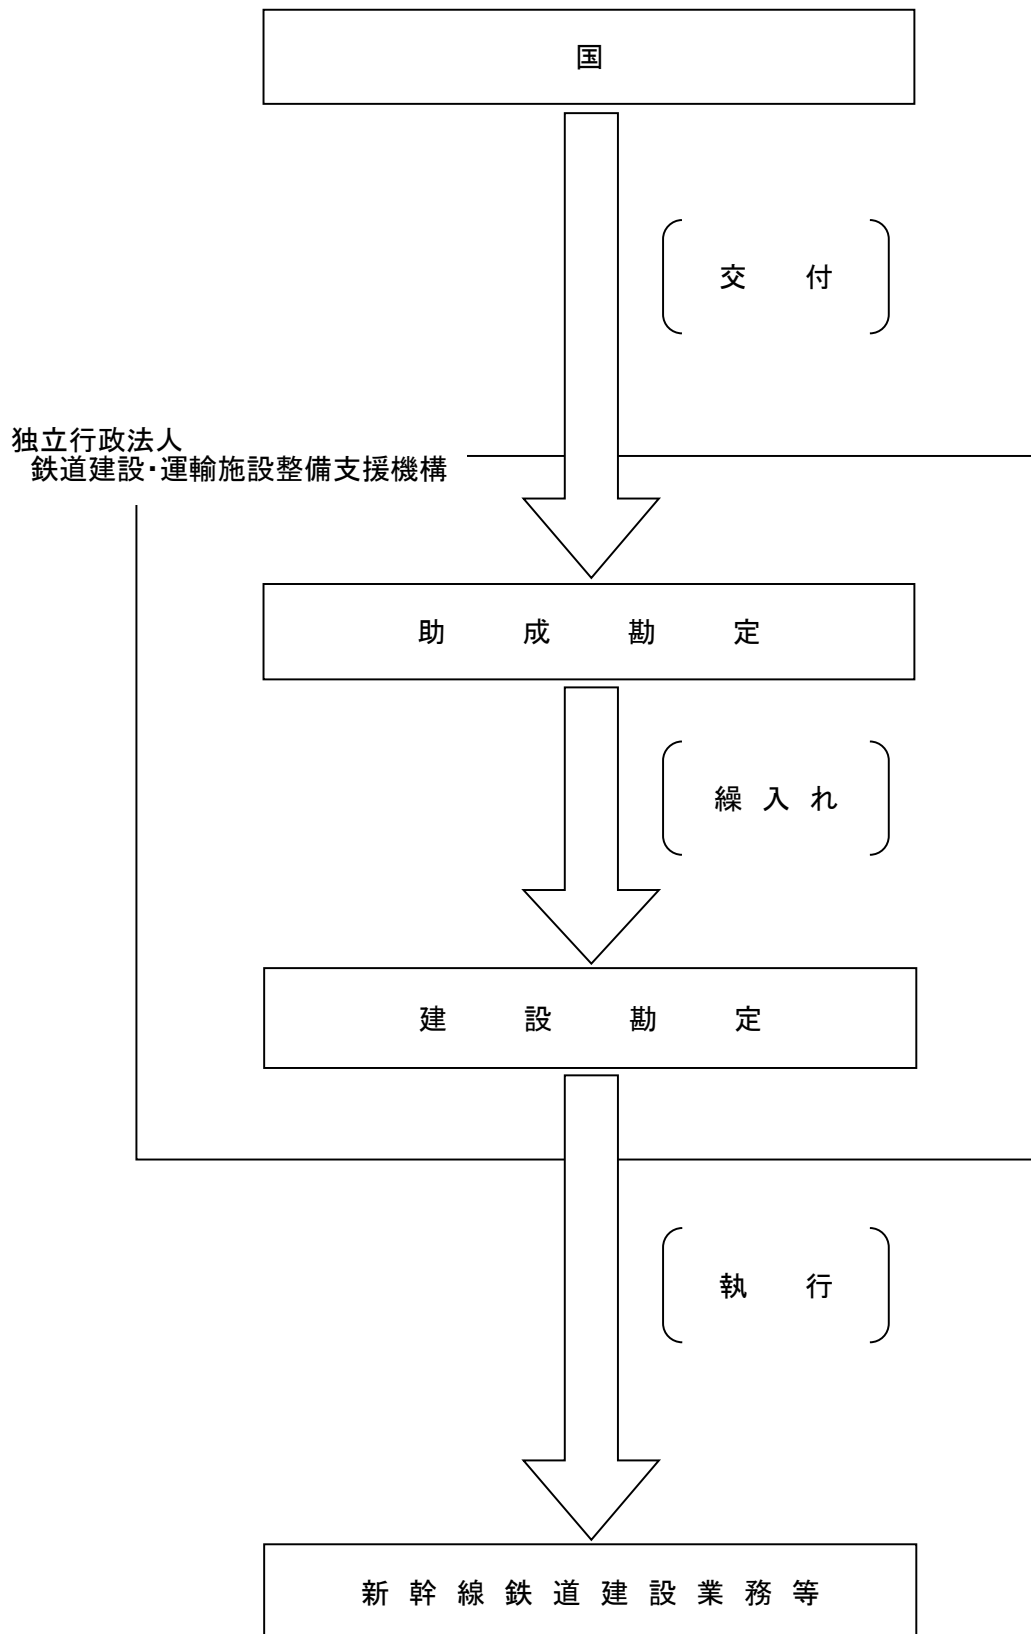 国
交　付
独立行政法人
鉄道建設・運輸施設整備支援機構
助成勘定
繰入れ
建設勘定
執　行
新幹線鉄道建設業務等